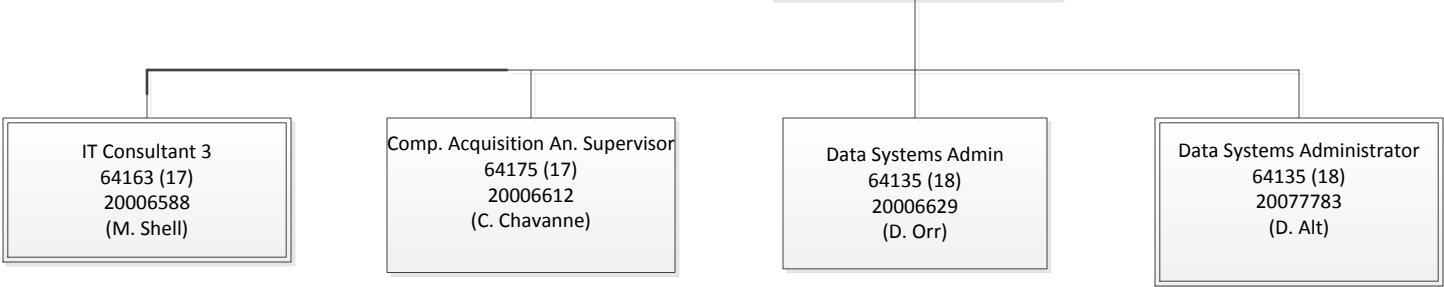 IT Consultant 3
64163 (17)
20006588
(M. Shell)
Comp. Acquisition An. Supervisor
64175 (17)
20006612
(C. Chavanne)
Data Systems Admin
64135 (18)
20006629
(D. Orr)
Data Systems Administrator
64135 (18)
20077783
(D. Alt)